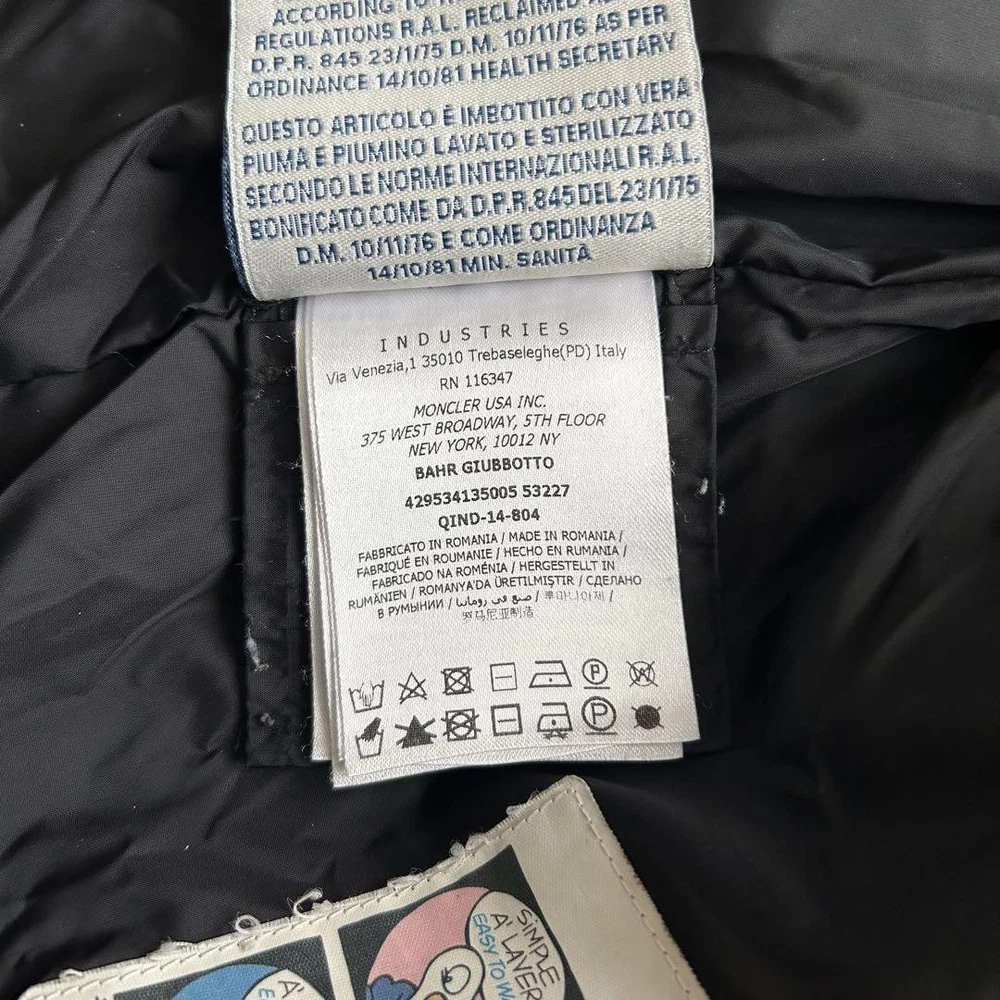 ACCORDING TO
REGULATIONS R.A.L. RECLAIMED AS
D.P.R. 845 23/1/75 D.M. 10/11/76 AS PER
ORDINANCE 14/10/81 HEALTH SECRETARY
QUESTO ARTICOLO È IMBOTTITO CON VERA
PIUMA E PIUMINO LAVATO E STERILIZZATO
SECONDO LE NORME INTERNAZIONALI R.A.L.
BONIFICATO COME DA D.P.R.845 DEL 23/1/75
D.M. 10/11/76 E COME ORDINANZA
14/10/81 MIN. SANITÀ
INDUSTRIES
Via Venezia,1 35010 Trebaseleghe(PD) Italy
RN 116347
MONCLER USA INC.
375 WEST BROADWAY, 5TH FLOOR
NEW YORK, 10012 NY
BAHR GIUBBOTTO
429534135005 53227
QIND-14-804
FABBRICATO IN ROMANIA / MADE IN ROMANIA /
FABRIQUÉ EN ROUMANIE / HECHO EN RUMANIA /
FABRICADO NA ROMÉNIA / HERGESTELLT IN
RUMÄNIEN / ROMANYA'DA ÜRETILMIŞTIR / СДЕЛАНО
В РУМЫНИИ / صنع في رومانيا / 루마니아제 /
罗马尼亚制造
P
W
P
SIMPLE
A' LAVER
EASY TO
A'